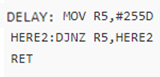 DELAY: MOV R5,#255D
HERE2:DJNZ R5,HERE2
RET